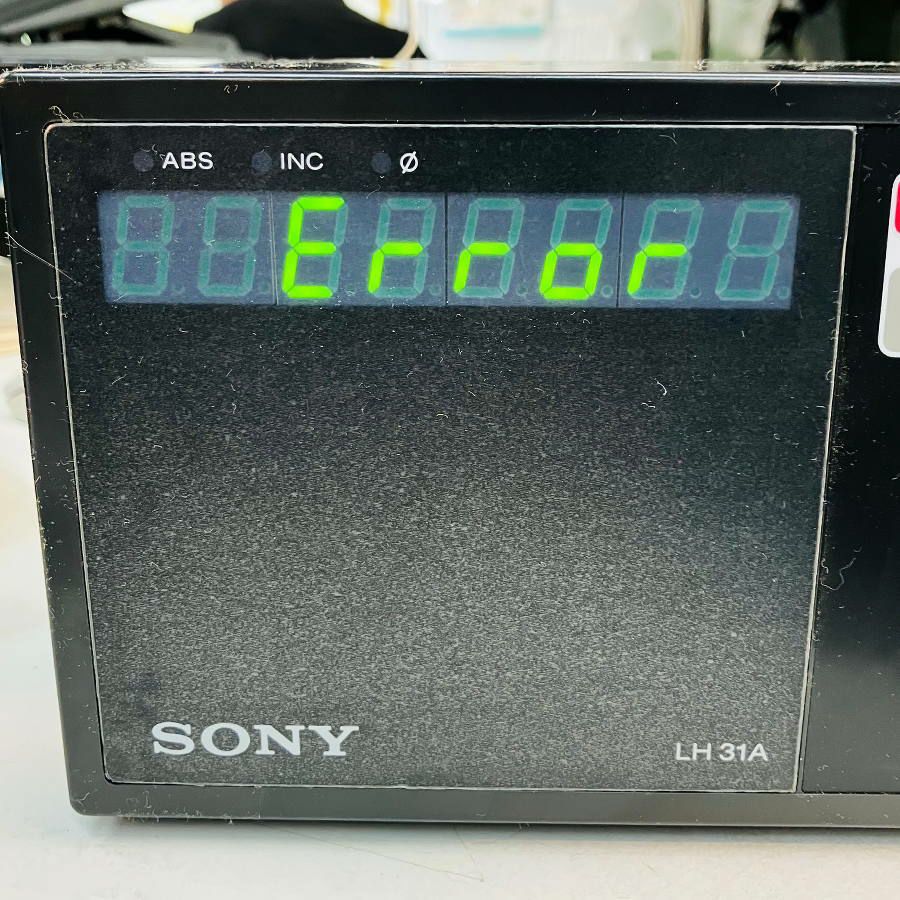 ABS INC Ø
Error
SONY
LH 31A